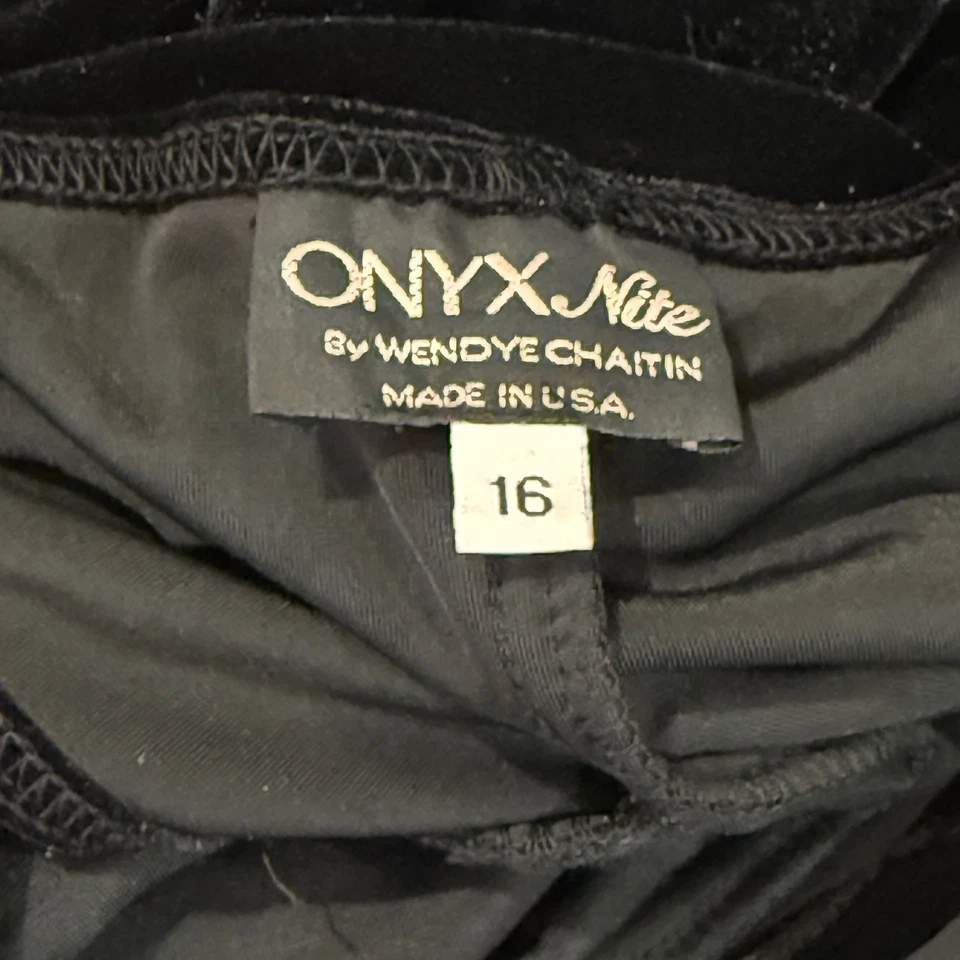 ONYX Nite
By WENDYE CHAITIN
MADE IN U.S.A.
16